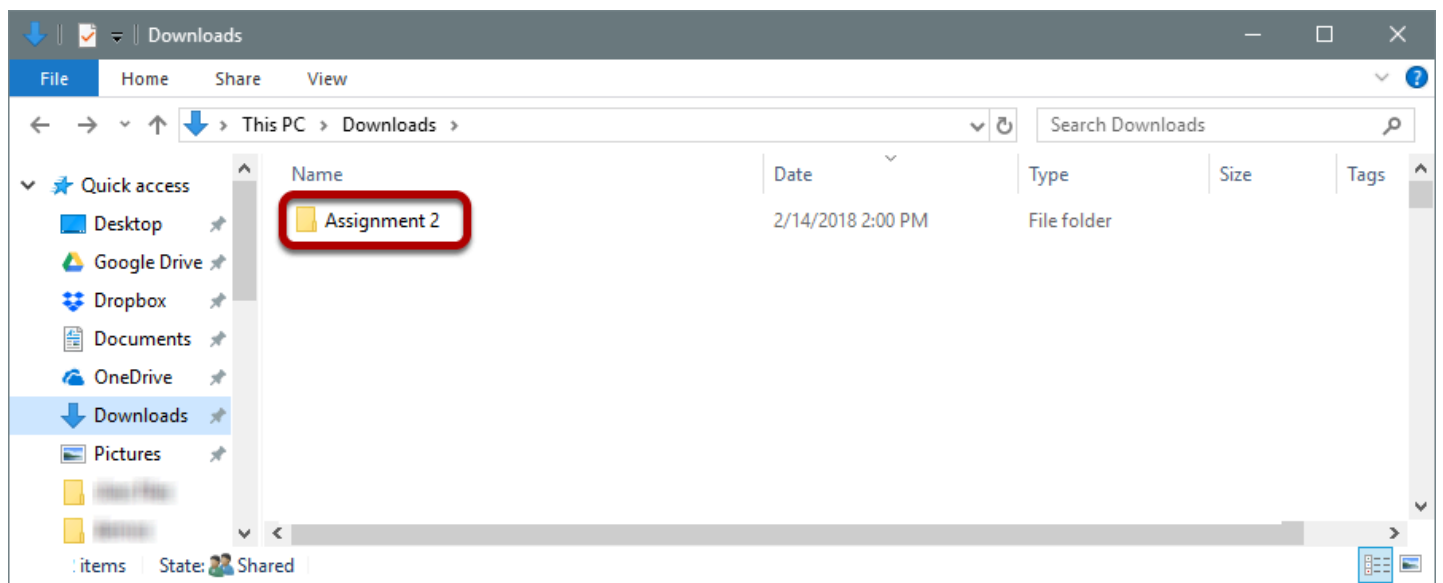 Downloads
File Home Share View
This PC > Downloads >
Search Downloads
Name Date Type Size Tags
Quick access
Assignment 2 2/14/2018 2:00 PM File folder
Desktop
Google Drive
Dropbox
Documents
OneDrive
Downloads
Pictures
items State: Shared